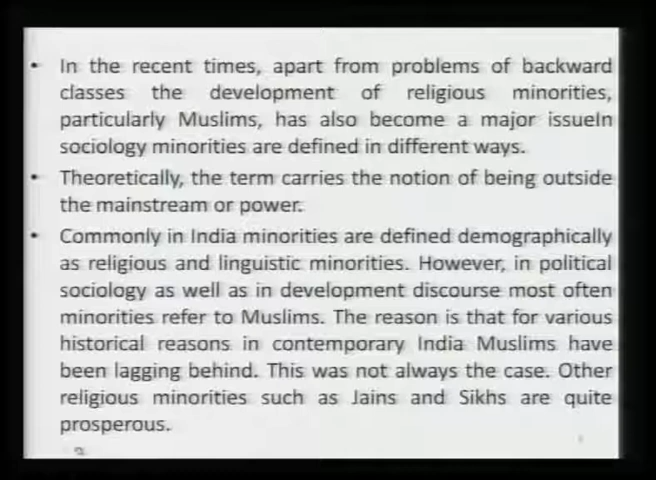 • In the recent times, apart from problems of backward
classes the development of religious minorities,
particularly Muslims, has also become a major issueIn
sociology minorities are defined in different ways.
• Theoretically, the term carries the notion of being outside
the mainstream or power.
• Commonly in India minorities are defined demographically
as religious and linguistic minorities. However, in political
sociology as well as in development discourse most often
minorities refer to Muslims. The reason is that for various
historical reasons in contemporary India Muslims have
been lagging behind. This was not always the case. Other
religious minorities such as Jains and Sikhs are quite
prosperous.